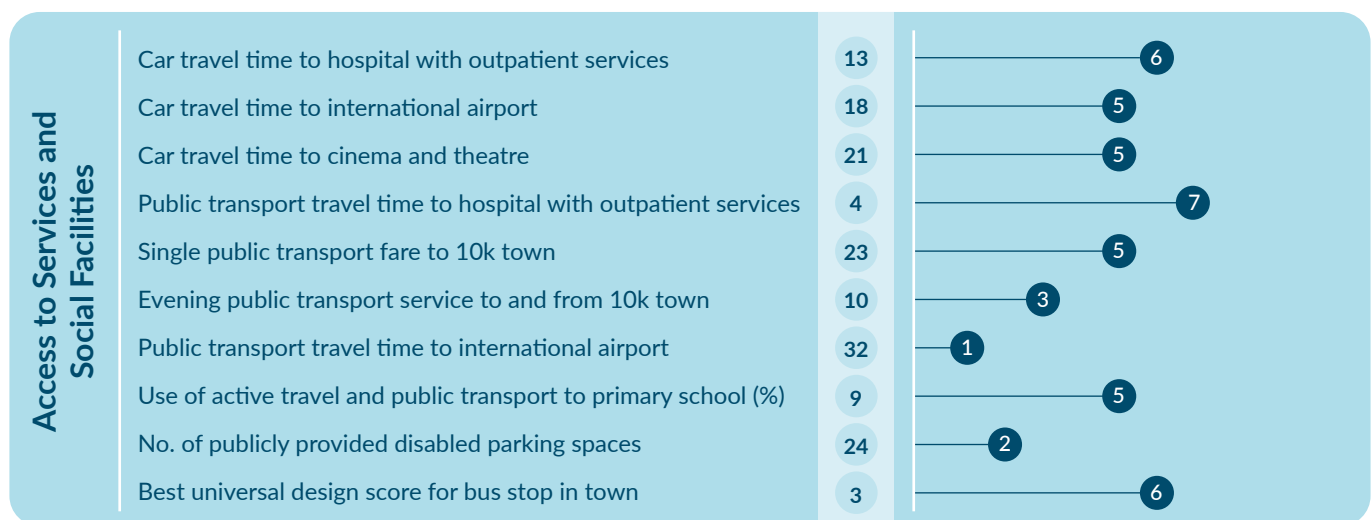 Access to Services and
Social Facilities
Car travel time to hospital with outpatient services 13 6
Car travel time to international airport 18 5
Car travel time to cinema and theatre 21 5
Public transport travel time to hospital with outpatient services 4 7
Single public transport fare to 10k town 23 5
Evening public transport service to and from 10k town 10 3
Public transport travel time to international airport 32 1
Use of active travel and public transport to primary school (%) 9 5
No. of publicly provided disabled parking spaces 24 2
Best universal design score for bus stop in town 3 6